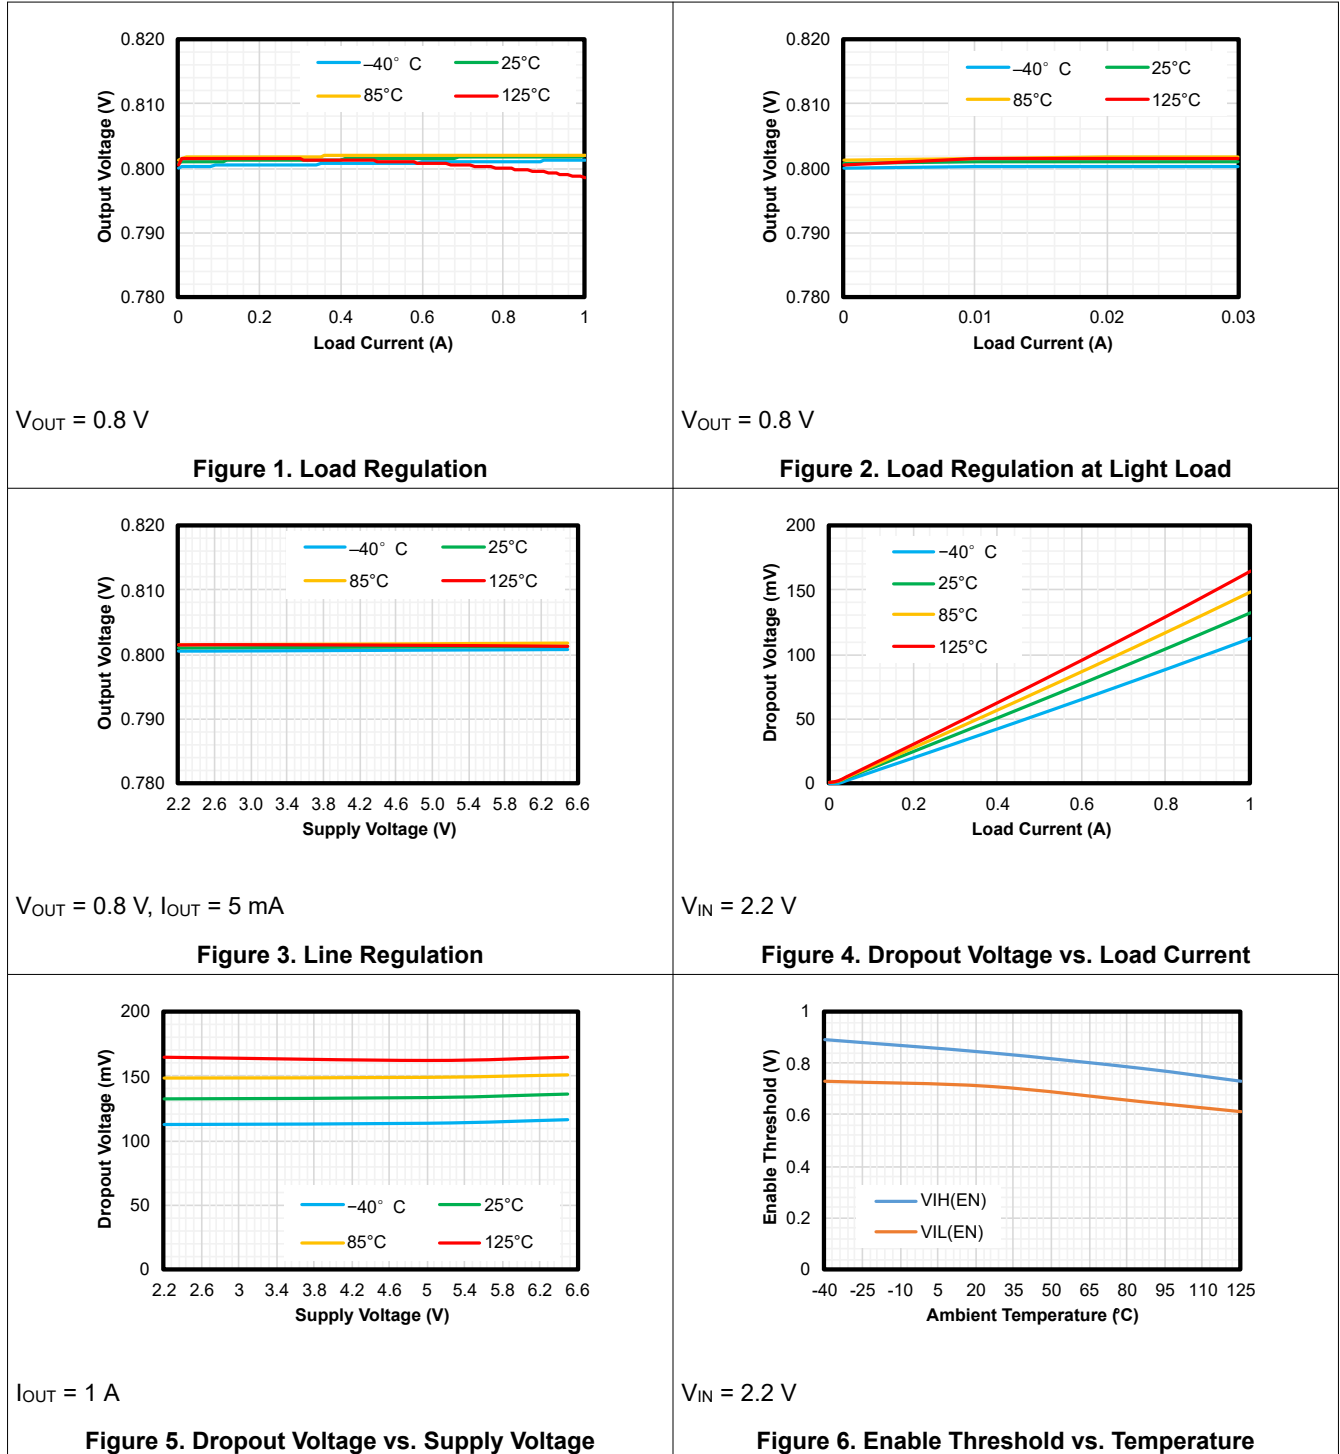 0.820
0.810
0.800
0.790
0.780
Output Voltage (V)
–40° C
25°C
85°C
125°C
0 0.2 0.4 0.6 0.8 1
Load Current (A)
VOUT = 0.8 V
Figure 1. Load Regulation
0.820
0.810
0.800
0.790
0.780
Output Voltage (V)
–40° C
25°C
85°C
125°C
0 0.01 0.02 0.03
Load Current (A)
VOUT = 0.8 V
Figure 2. Load Regulation at Light Load
0.820
0.810
0.800
0.790
0.780
Output Voltage (V)
–40° C
25°C
85°C
125°C
2.2 2.6 3.0 3.4 3.8 4.2 4.6 5.0 5.4 5.8 6.2 6.6
Supply Voltage (V)
VOUT = 0.8 V, IOUT = 5 mA
Figure 3. Line Regulation
200
150
100
50
0
Dropout Voltage (mV)
−40° C
25°C
85°C
125°C
0 0.2 0.4 0.6 0.8 1
Load Current (A)
VIN = 2.2 V
Figure 4. Dropout Voltage vs. Load Current
200
150
100
50
0
Dropout Voltage (mV)
−40° C
25°C
85°C
125°C
2.2 2.6 3 3.4 3.8 4.2 4.6 5 5.4 5.8 6.2 6.6
Supply Voltage (V)
IOUT = 1 A
Figure 5. Dropout Voltage vs. Supply Voltage
1
0.8
0.6
0.4
0.2
0
Enable Threshold (V)
VIH(EN)
VIL(EN)
-40 -25 -10 5 20 35 50 65 80 95 110 125
Ambient Temperature (°C)
VIN = 2.2 V
Figure 6. Enable Threshold vs. Temperature